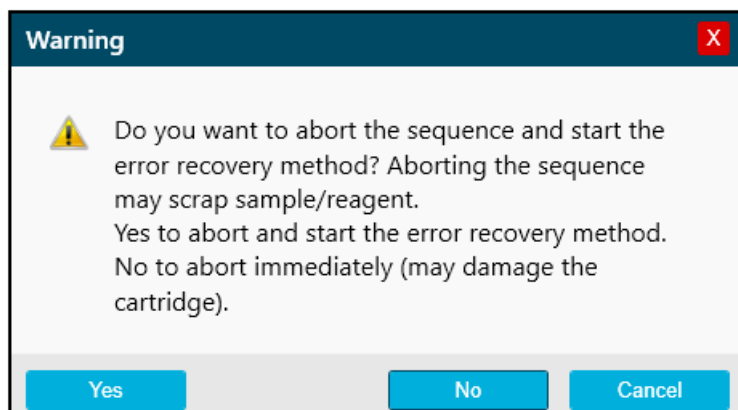 Warning
X
Do you want to abort the sequence and start the
error recovery method? Aborting the sequence
may scrap sample/reagent.
Yes to abort and start the error recovery method.
No to abort immediately (may damage the
cartridge).
Yes No Cancel